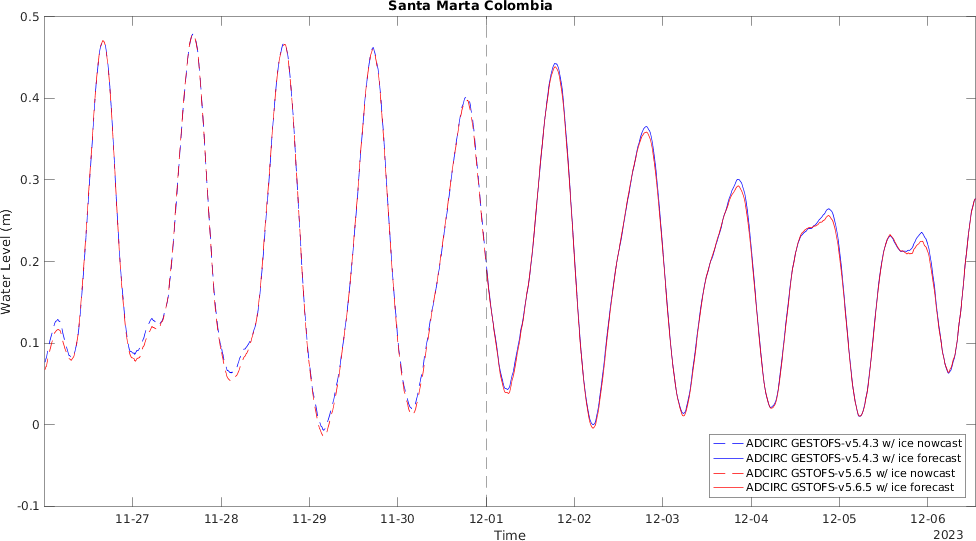 Santa Marta Colombia
0.5
0.4
0.3
0.2
0.1
0
-0.1
Water Level (m)
ADCIRC GESTOFS-v5.4.3 w/ ice nowcast
ADCIRC GESTOFS-v5.4.3 w/ ice forecast
ADCIRC GSTOFS-v5.6.5 w/ ice nowcast
ADCIRC GSTOFS-v5.6.5 w/ ice forecast
11-27 11-28 11-29 11-30 12-01 12-02 12-03 12-04 12-05 12-06
Time 2023